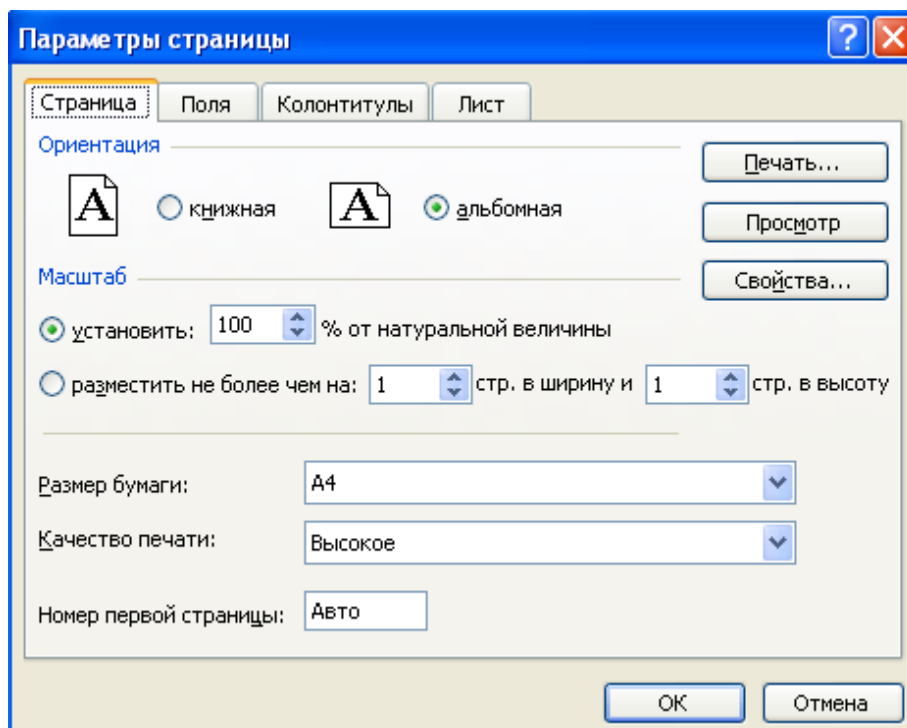 Параметры страницы
Страница Поля Колонтитулы Лист
Ориентация
Печать...
A книжная A альбомная
Просмотр
Масштаб
Свойства...
установить: 100 % от натуральной величины
разместить не более чем на: 1 стр. в ширину и 1 стр. в высоту
Размер бумаги: A4
Качество печати: Высокое
Номер первой страницы: Авто
ОК Отмена